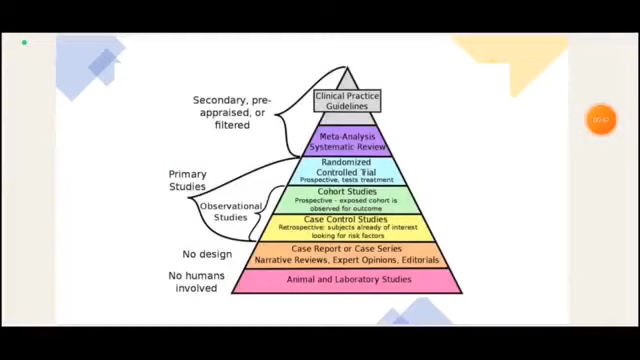 Clinical Practice
Guidelines
Secondary, pre-
appraised, or
filtered
Meta-Analysis
Systematic Review
Randomized
Controlled Trial
Prospective, tests treatment
Primary
Studies
Cohort Studies
Prospective - exposed cohort is
observed for outcome
Observational
Studies
Case Control Studies
Retrospective: subjects already of interest
looking for risk factors
No design
Case Report or Case Series
Narrative Reviews, Expert Opinions, Editorials
No humans
involved
Animal and Laboratory Studies